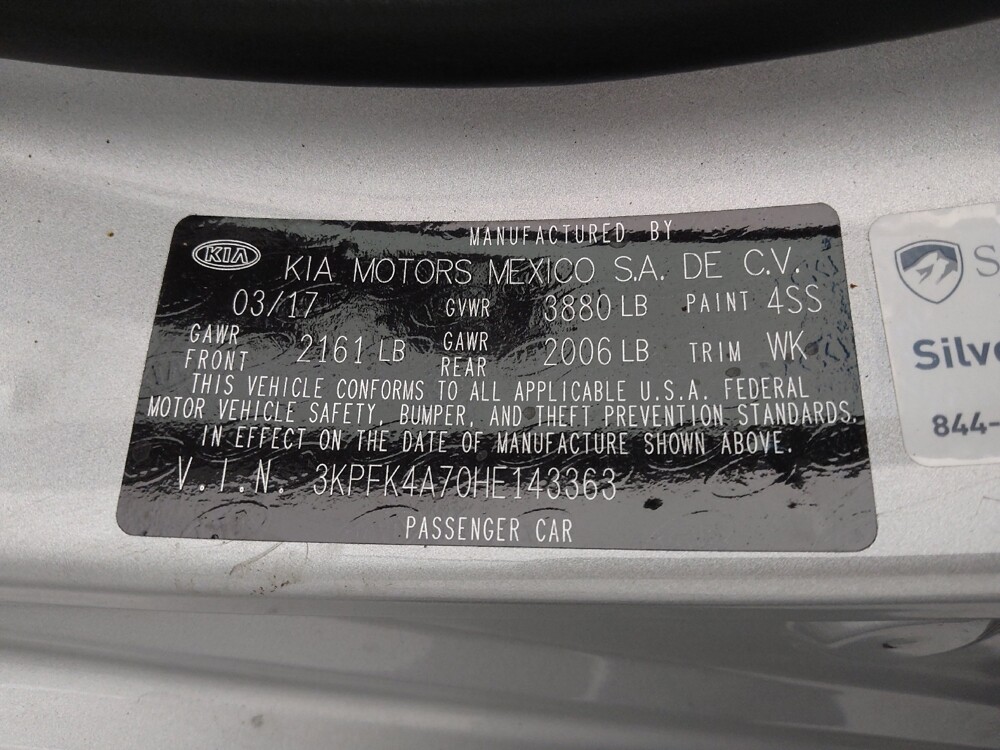 MANUFACTURED BY
KIA
KIA MOTORS MEXICO S.A. DE C.V.
03/17 GVWR 3880 LB PAINT 4SS
GAWR FRONT 2161 LB GAWR REAR 2006 LB TRIM WK
THIS VEHICLE CONFORMS TO ALL APPLICABLE U.S.A. FEDERAL
MOTOR VEHICLE SAFETY, BUMPER, AND THEFT PREVENTION STANDARDS
IN EFFECT ON THE DATE OF MANUFACTURE SHOWN ABOVE.
V.I.N. 3KPFK4A70HE143363
PASSENGER CAR
S
Silve
844-